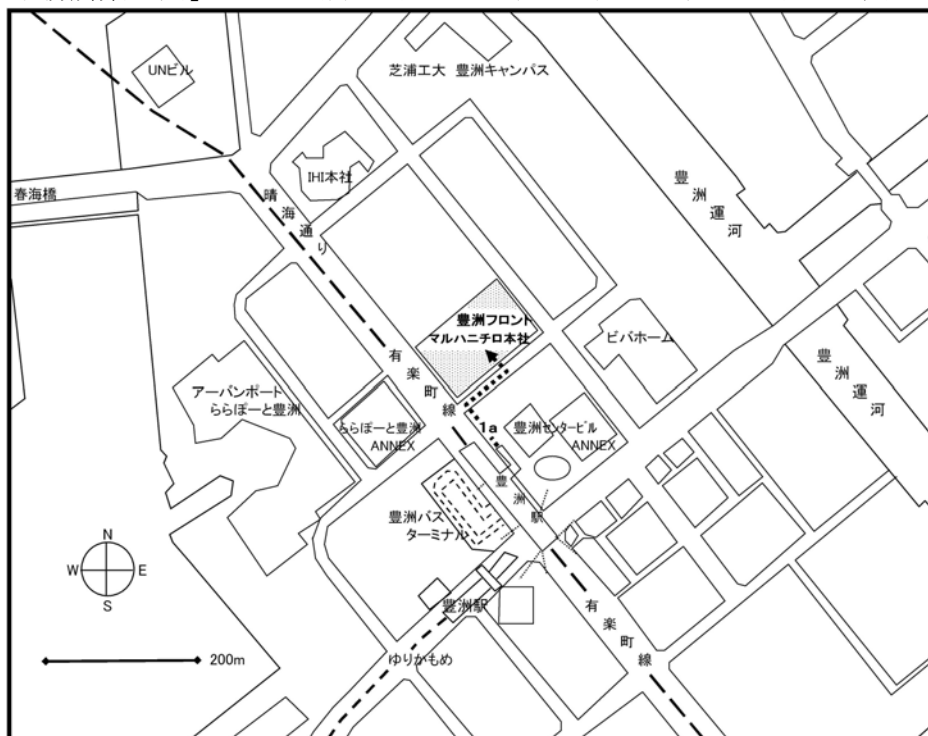 UNビル
芝浦工大 豊洲キャンパス
IHI本社
春海橋
晴海通り
豊洲運河
豊洲フロント
マルハニチロ本社
ビバホーム
有楽町線
豊洲運河
アーバンポート
ららぽーと豊洲
ららぽーと豊洲
ANNEX
1a
豊洲センタービル
ANNEX
豊洲駅
豊洲バス
ターミナル
N
W E
S
豊洲駅
有楽町線
200m
ゆりかもめ